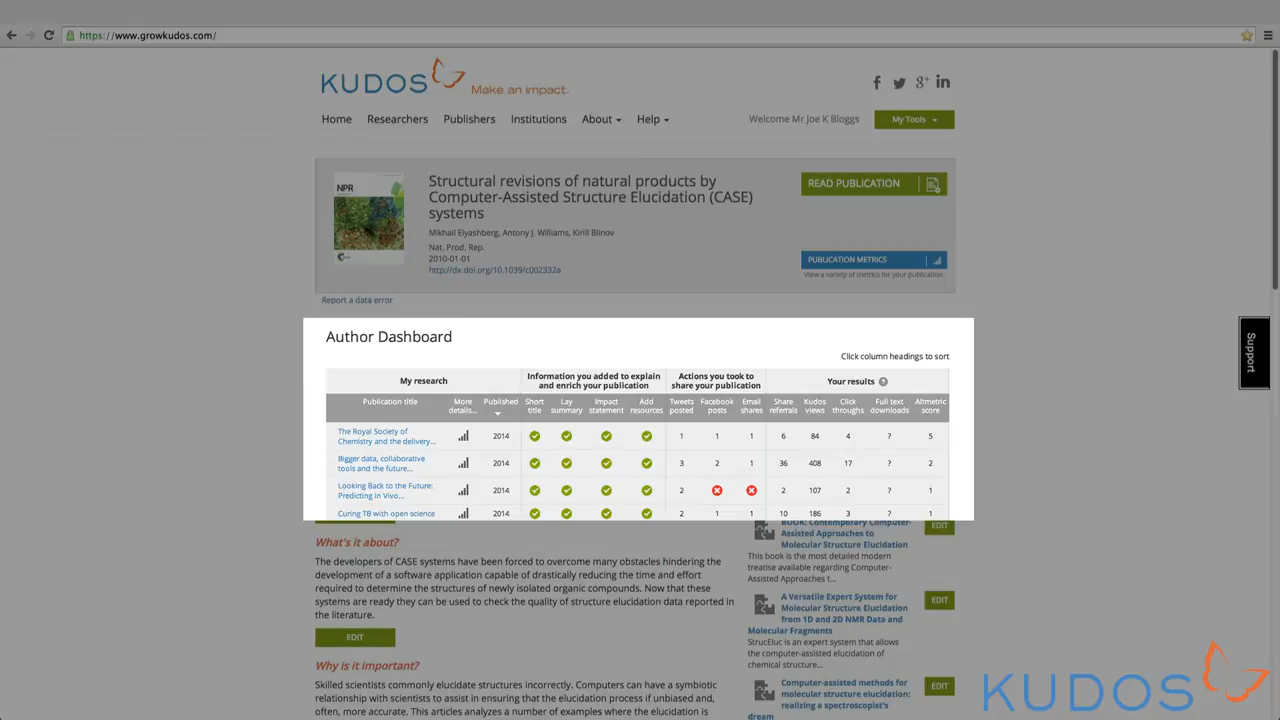 https://www.growkudos.com/
KUDOS Make an impact.
Home Researchers Publishers Institutions About Help Welcome Mr Joe K Bloggs My Tools
NPR
Structural revisions of natural products by
Computer-Assisted Structure Elucidation (CASE)
systems
Mikhail Elyashberg, Antony J. Williams, Kirill Blinov
Nat. Prod. Rep.
2010-01-01
http://dx.doi.org/10.1039/c002332a
READ PUBLICATION
PUBLICATION METRICS
View a variety of metrics for your publication
Report a data error
Support
Author Dashboard
Click column headings to sort
My research
Information you added to explain
and enrich your publication
Actions you took to
share your publication
Your results ?
Publication title
More
details...
Published
Short
title
Lay
summary
Impact
statement
Add
resources
Tweets
posted
Facebook
posts
Email
shares
Share
referrals
Kudos
views
Click
throughs
Full text
downloads
Altmetric
score
The Royal Society of
Chemistry and the delivery...
2014 1 1 1 6 84 4 ? 5
Bigger data, collaborative
tools and the future...
2014 3 2 1 36 408 17 ? 2
Looking Back to the Future:
Predicting in Vivo...
2014 2 2 107 2 ? 1
Curing TB with open science 2014 2 1 1 10 186 3 ? 1
What's it about?
The developers of CASE systems have been forced to overcome many obstacles hindering the
development of a software application capable of drastically reducing the time and effort
required to determine the structures of newly isolated organic compounds. Now that these
systems are ready they can be used to check the quality of structure elucidation data reported in
the literature.
EDIT
Why is it important?
Skilled scientists commonly elucidate structures incorrectly. Computers can have a symbiotic
relationship with scientists to assist in ensuring that the elucidation process if unbiased and,
often, more accurate. This articles analyzes a number of examples where the elucidation is
BOOK: Contemporary Computer-
Assisted Approaches to
Molecular Structure Elucidation
This book is the most detailed modern
treatise available regarding Computer-
Assisted Approaches t...
EDIT
A Versatile Expert System for
Molecular Structure Elucidation
from 1D and 2D NMR Data and
Molecular Fragments
StrucEluc is an expert system that allows
the computer-assisted elucidation of
chemical structure...
EDIT
Computer-assisted methods for
molecular structure elucidation:
realizing a spectroscopist's
dream
EDIT
KUDOS